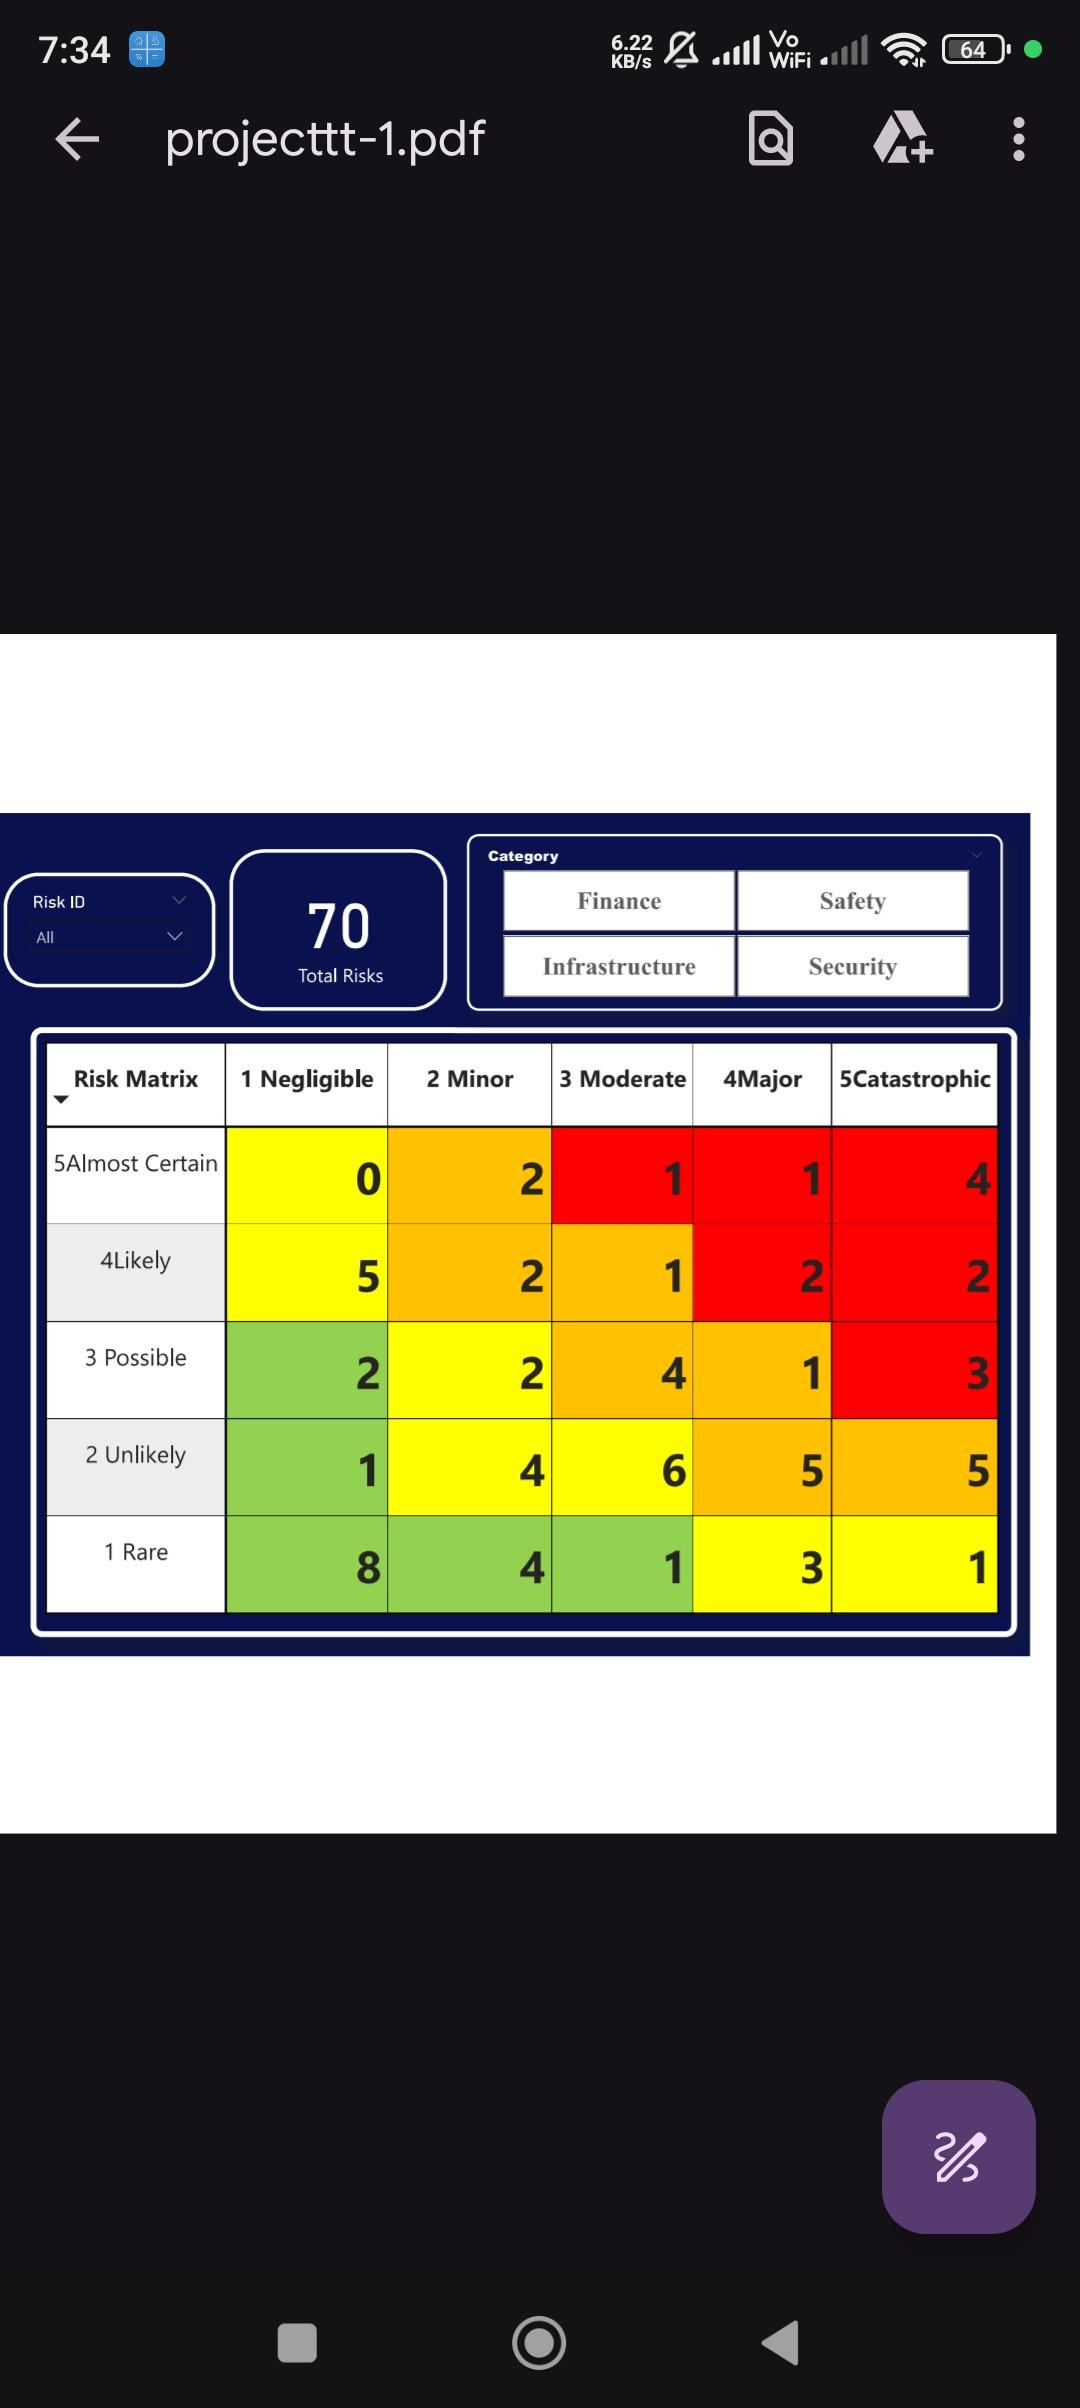 7:34
6.22 KB/s
Vo WiFi
64
projecttt-1.pdf
Risk ID
All
70
Total Risks
Category
Finance Safety
Infrastructure Security
Risk Matrix 1 Negligible 2 Minor 3 Moderate 4Major 5Catastrophic
5Almost Certain 0 2 1 1 4
4Likely 5 2 1 2 2
3 Possible 2 2 4 1 3
2 Unlikely 1 4 6 5 5
1 Rare 8 4 1 3 1